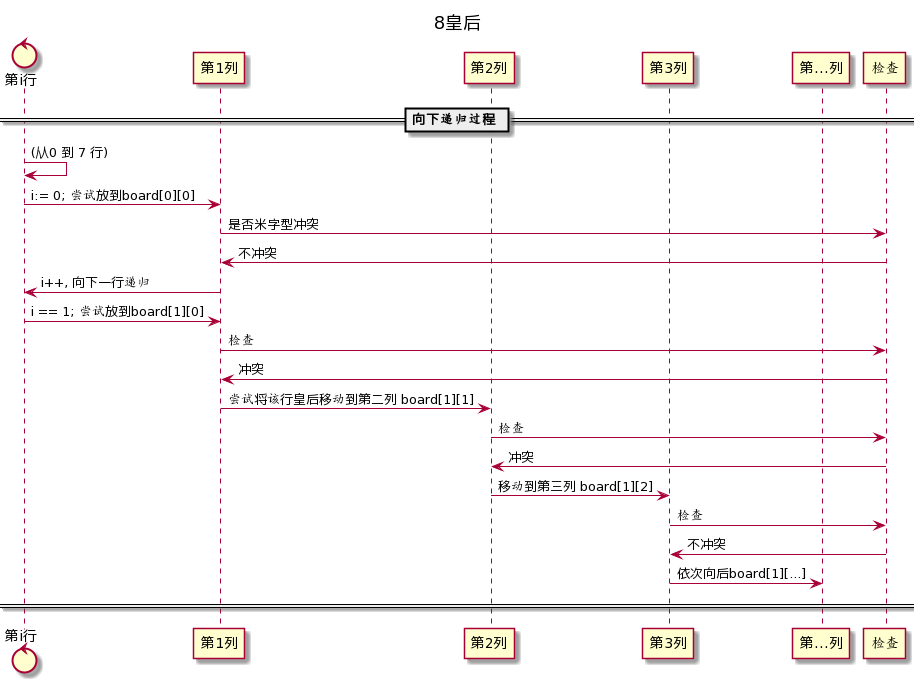 8皇后
第i行
第1列
第2列
第3列
第...列
检查
向下递归过程
(从0 到 7 行)
i:= 0; 尝试放到board[0][0]
是否米字型冲突
不冲突
i++, 向下一行递归
i == 1; 尝试放到board[1][0]
检查
冲突
尝试将该行皇后移动到第二列 board[1][1]
检查
冲突
移动到第三列 board[1][2]
检查
不冲突
依次向后board[1][...]
第i行
第1列
第2列
第3列
第...列
检查